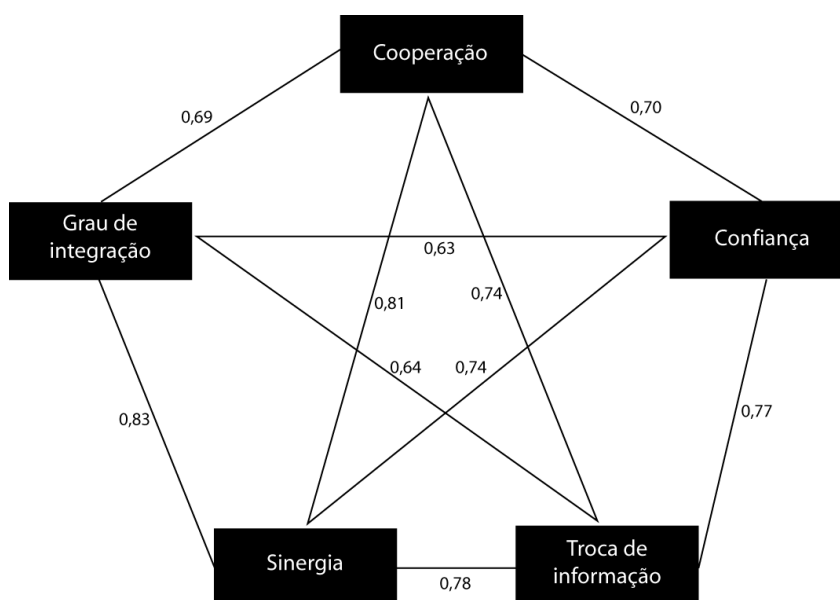 Cooperação
0,69
0,70
Grau de
integração
Confiança
0,63
0,81
0,74
0,64
0,74
0,83
0,77
Sinergia
0,78
Troca de
informação